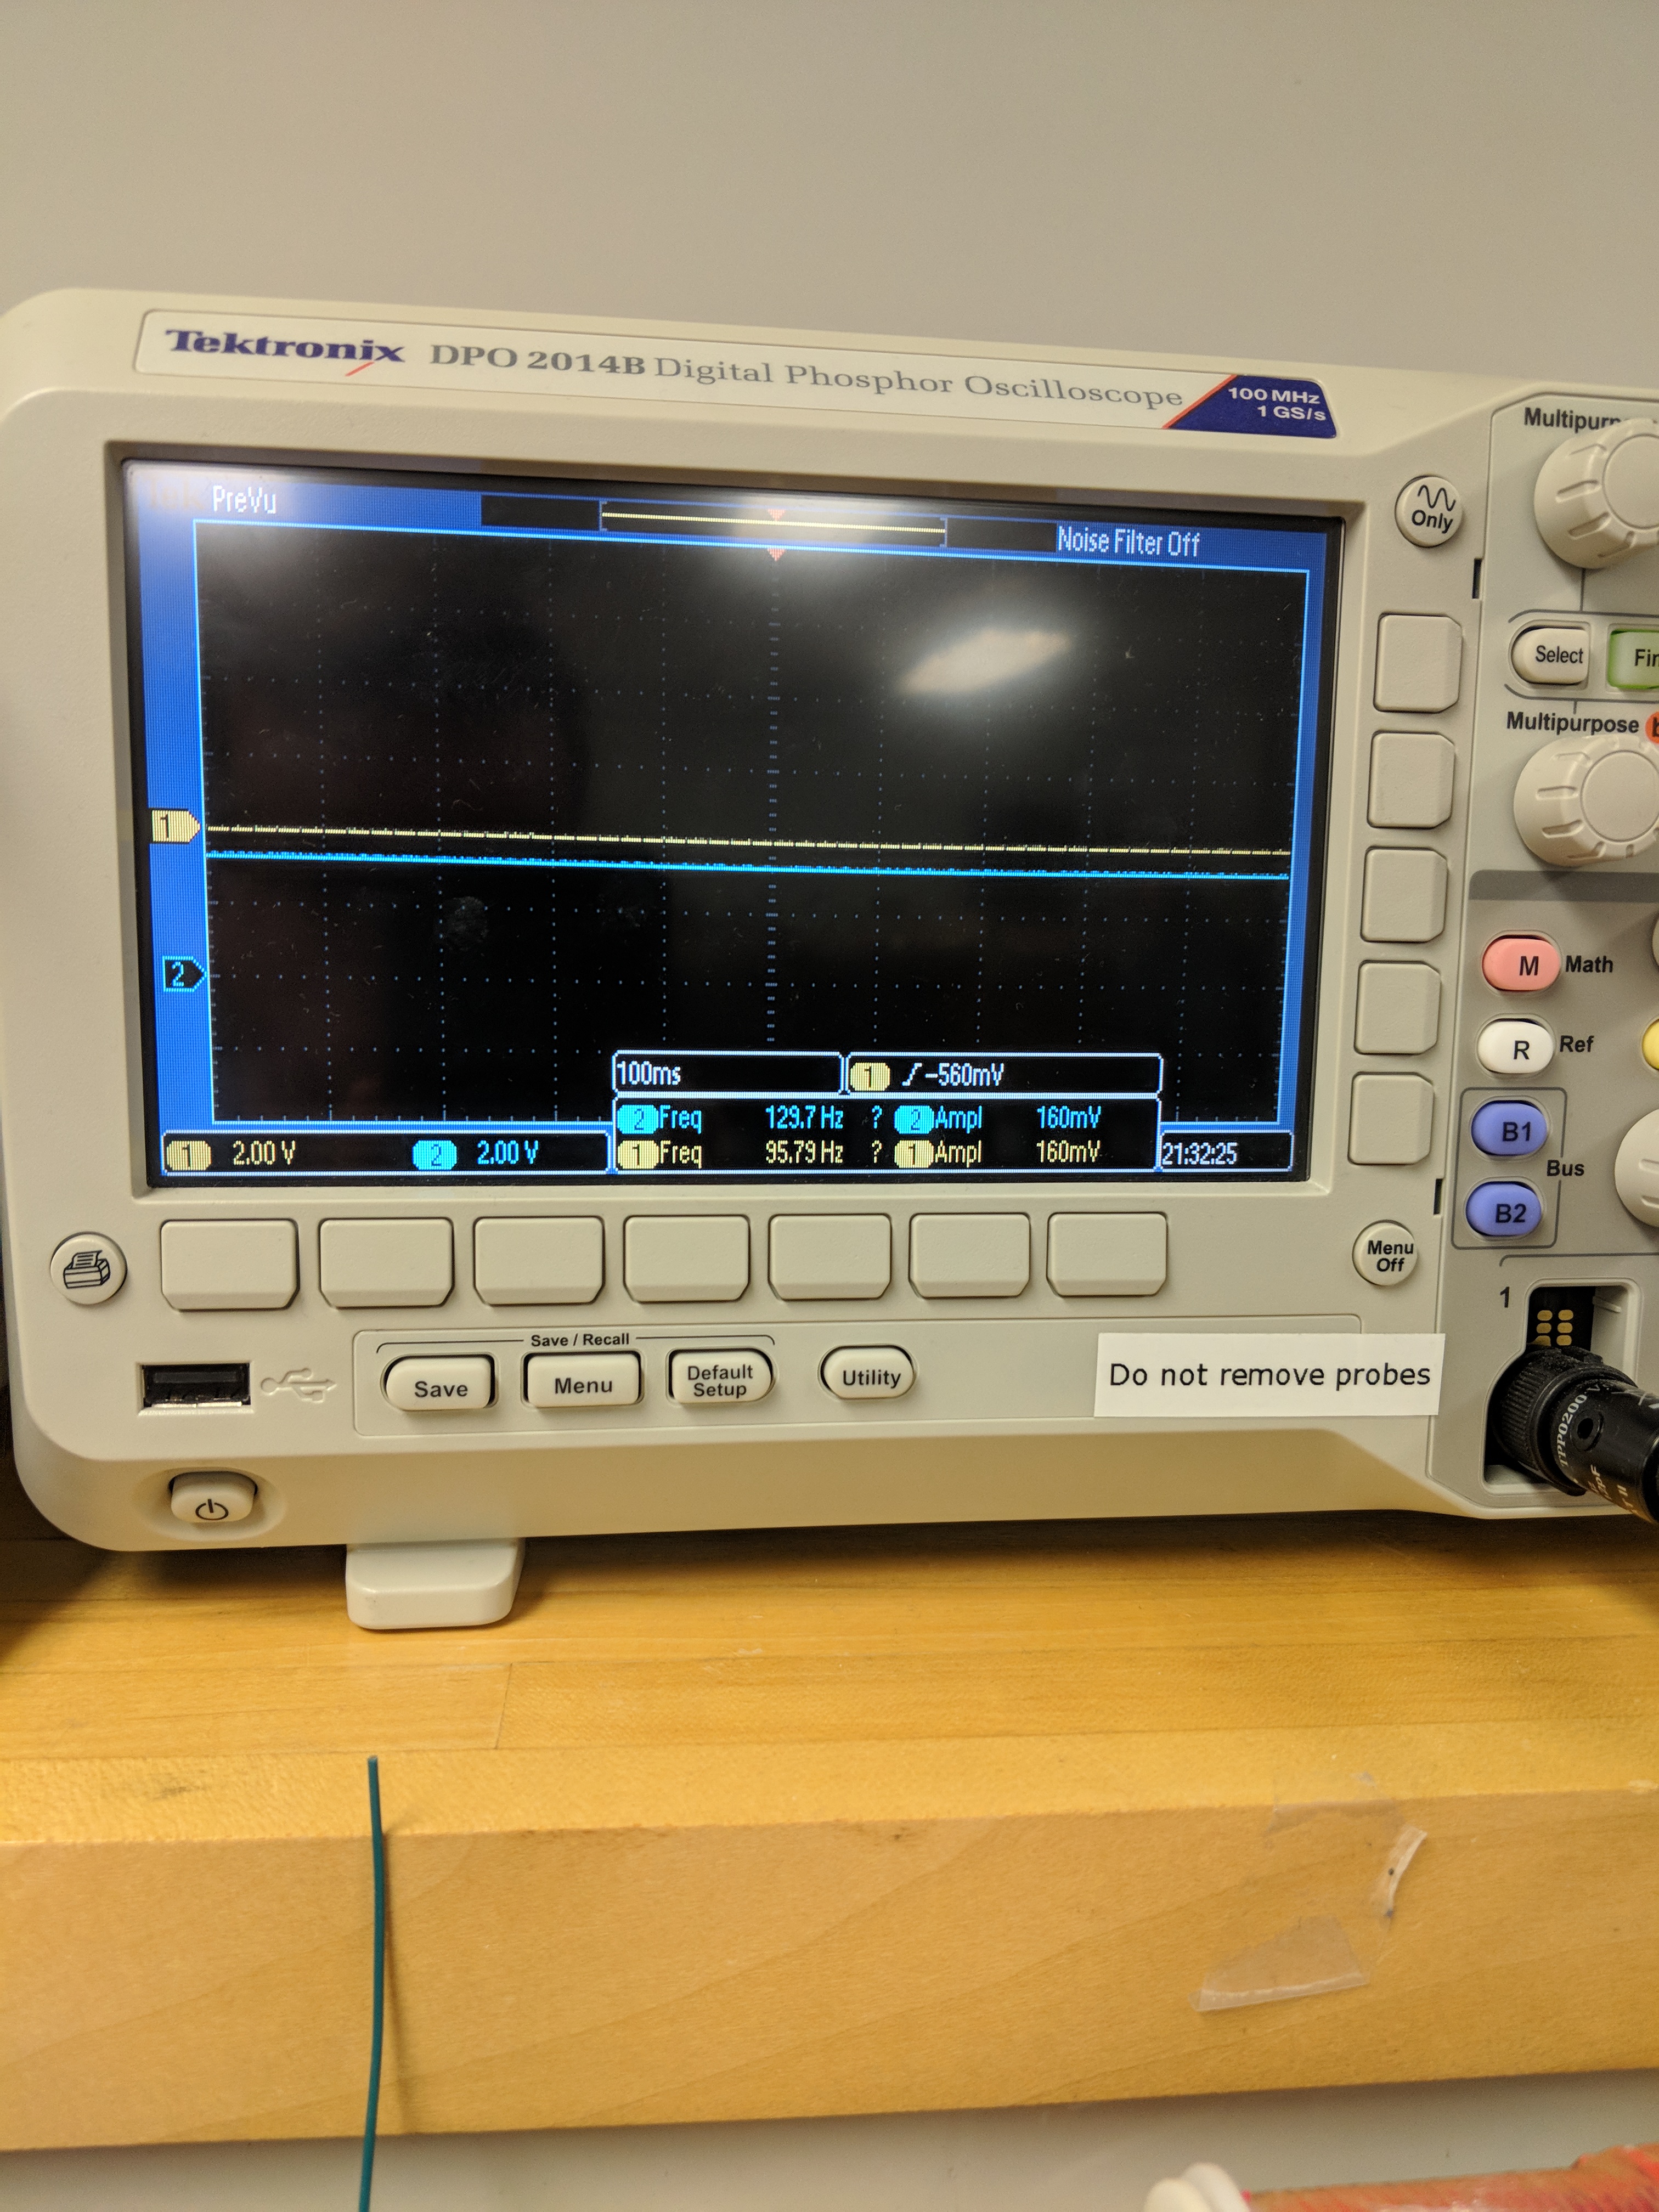 Tektronix DPO 2014B Digital Phosphor Oscilloscope
100 MHz
1 GS/s
Tek PreVu
Noise Filter Off
1
2
100ms
1 -560mV
2 Freq 129.7 Hz ? 2 Ampl 160mV
1 Freq 95.79 Hz ? 1 Ampl 160mV
1 2.00 V 2 2.00 V
21:32:25
Only
Select
Multipurpose b
M Math
R Ref
B1
Bus
B2
Menu
Off
1
Save / Recall
Save
Menu
Default
Setup
Utility
Do not remove probes
TPP0200